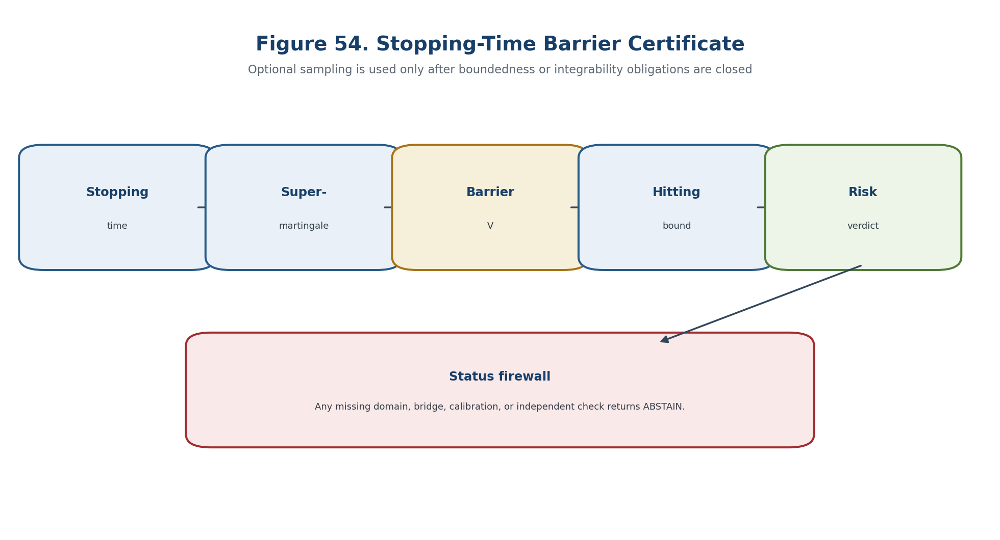 Figure 54. Stopping-Time Barrier Certificate
Optional sampling is used only after boundedness or integrability obligations are closed
Stopping
time
Super-
martingale
Barrier
V
Hitting
bound
Risk
verdict
Status firewall
Any missing domain, bridge, calibration, or independent check returns ABSTAIN.